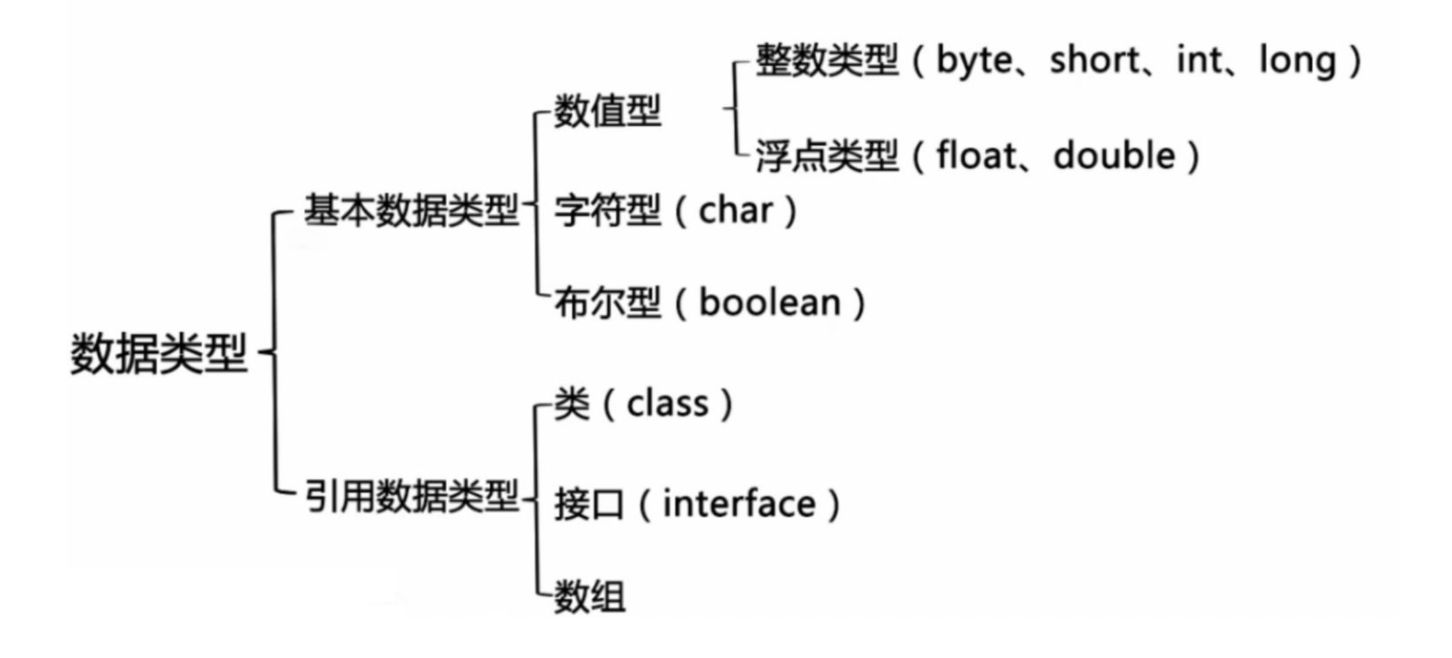 整数类型（byte、short、int、long）
数值型
浮点类型（float、double）
基本数据类型
字符型（char）
布尔型（boolean）
数据类型
类（class）
引用数据类型
接口（interface）
数组